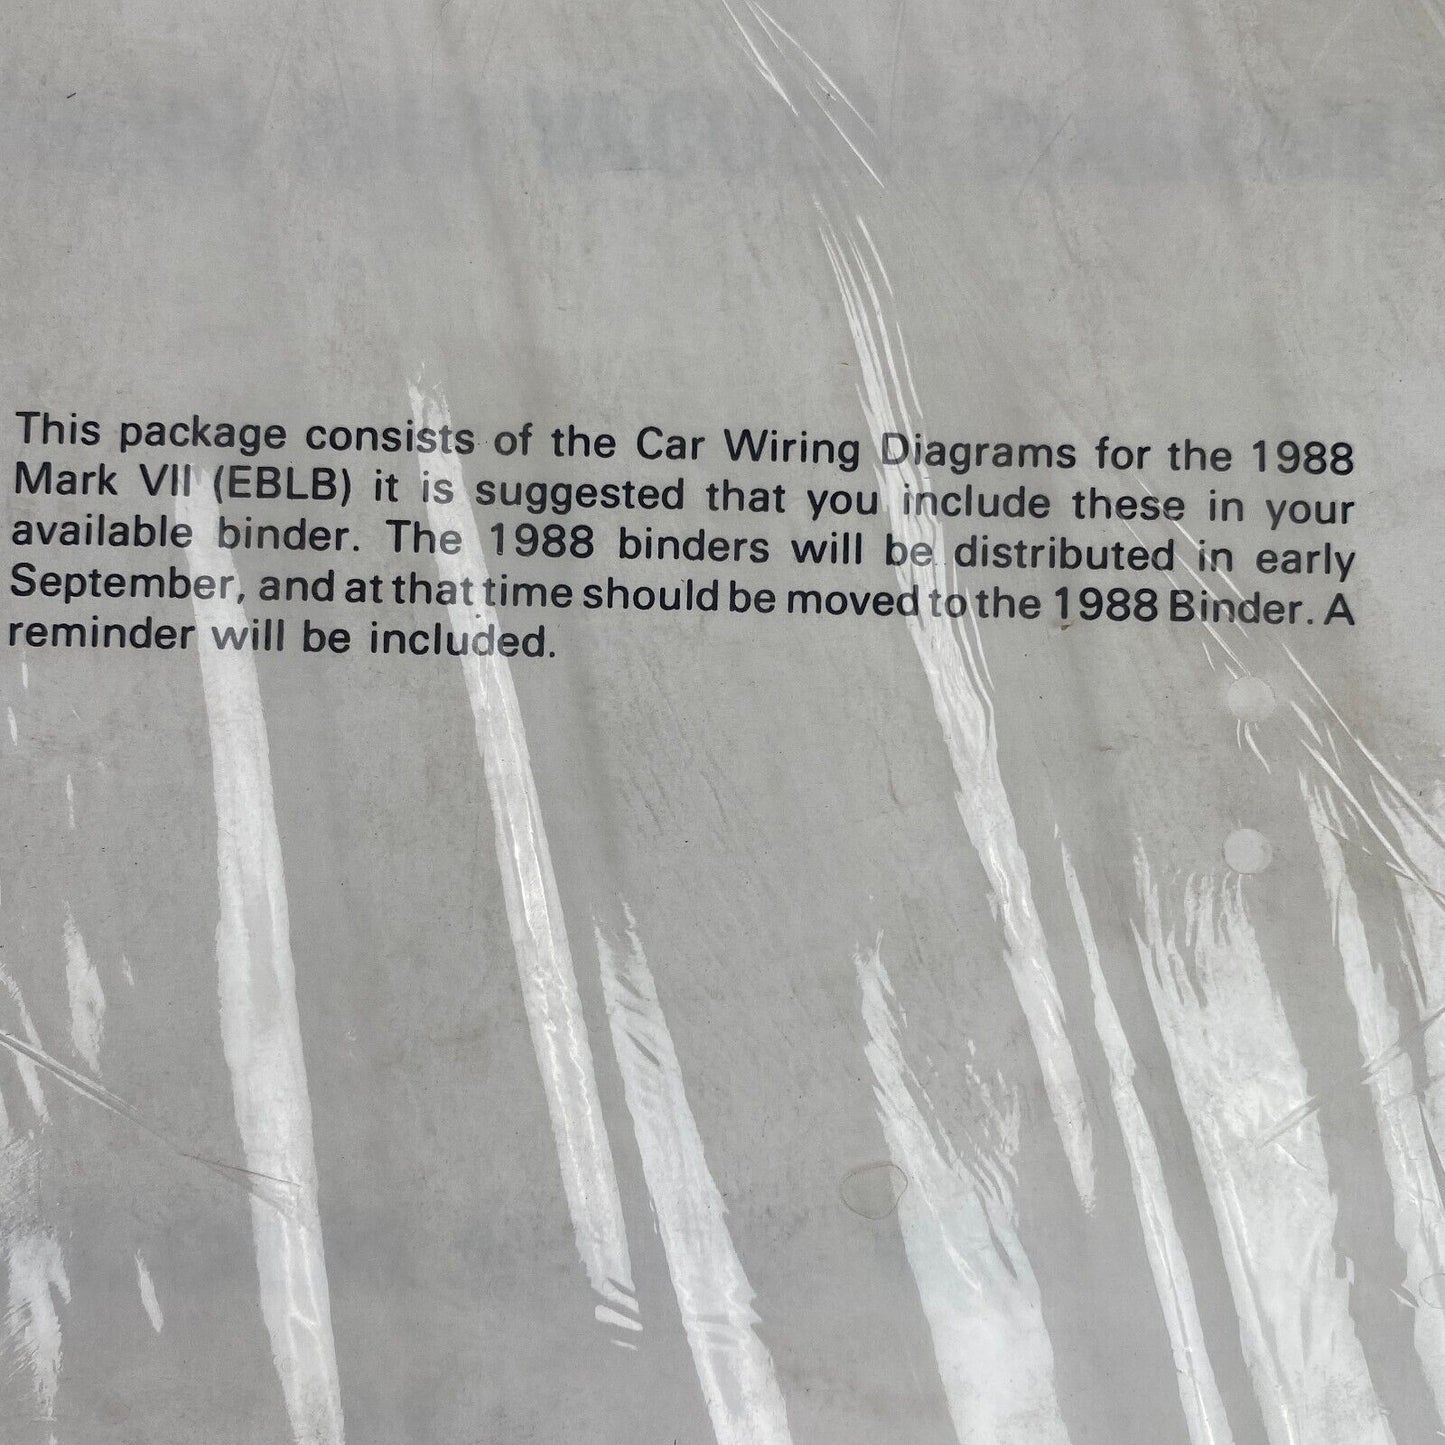 This package consists of the Car Wiring Diagrams for the 1988
Mark VII (EBLB) it is suggested that you include these in your
available binder. The 1988 binders will be distributed in early
September, and at that time should be moved to the 1988 Binder. A
reminder will be included.